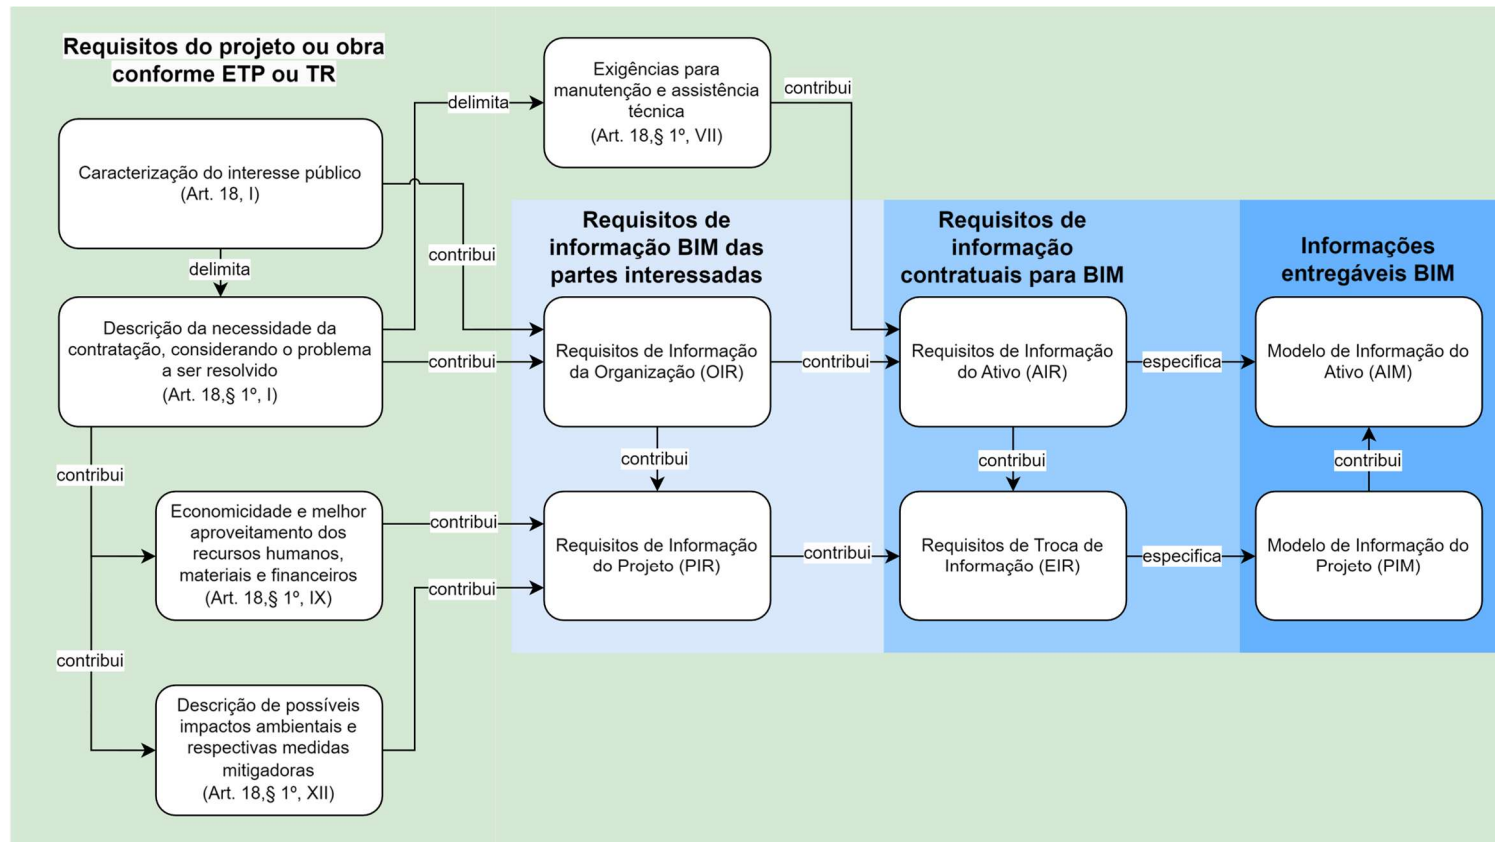 Requisitos do projeto ou obra
conforme ETP ou TR
Caracterização do interesse público
(Art. 18, I)
delimita
Descrição da necessidade da
contratação, considerando o problema
a ser resolvido
(Art. 18,§ 1º, I)
contribui
Economicidade e melhor
aproveitamento dos
recursos humanos,
materiais e financeiros
(Art. 18,§ 1º, IX)
contribui
Descrição de possíveis
impactos ambientais e
respectivas medidas
mitigadoras
(Art. 18,§ 1º, XII)
delimita
contribui
contribui
contribui
contribui
Exigências para
manutenção e assistência
técnica
(Art. 18,§ 1º, VII)
contribui
Requisitos de
informação BIM das
partes interessadas
Requisitos de Informação
da Organização (OIR)
contribui
Requisitos de Informação
do Projeto (PIR)
contribui
contribui
Requisitos de
informação
contratuais para BIM
Requisitos de Informação
do Ativo (AIR)
contribui
Requisitos de Troca de
Informação (EIR)
especifica
especifica
Informações
entregáveis BIM
Modelo de Informação do
Ativo (AIM)
contribui
Modelo de Informação do
Projeto (PIM)